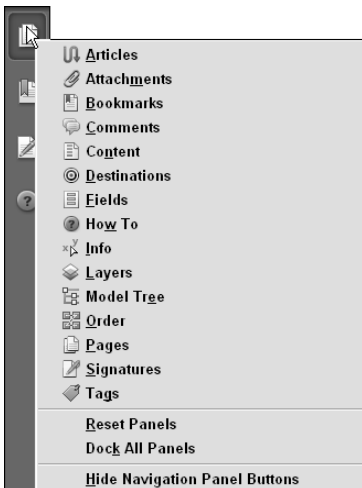 Articles
Attachments
Bookmarks
Comments
Content
Destinations
Fields
How To
Info
Layers
Model Tree
Order
Pages
Signatures
Tags
Reset Panels
Dock All Panels
Hide Navigation Panel Buttons